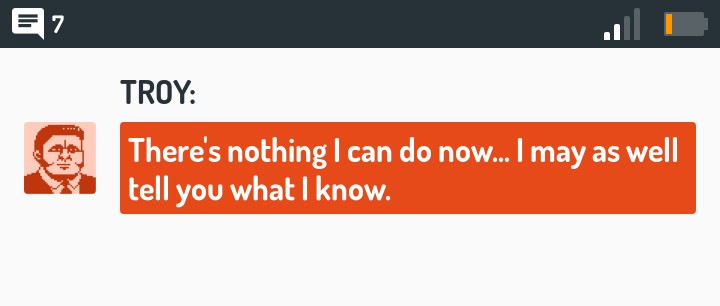 7
TROY:
There's nothing I can do now... I may as well
tell you what I know.